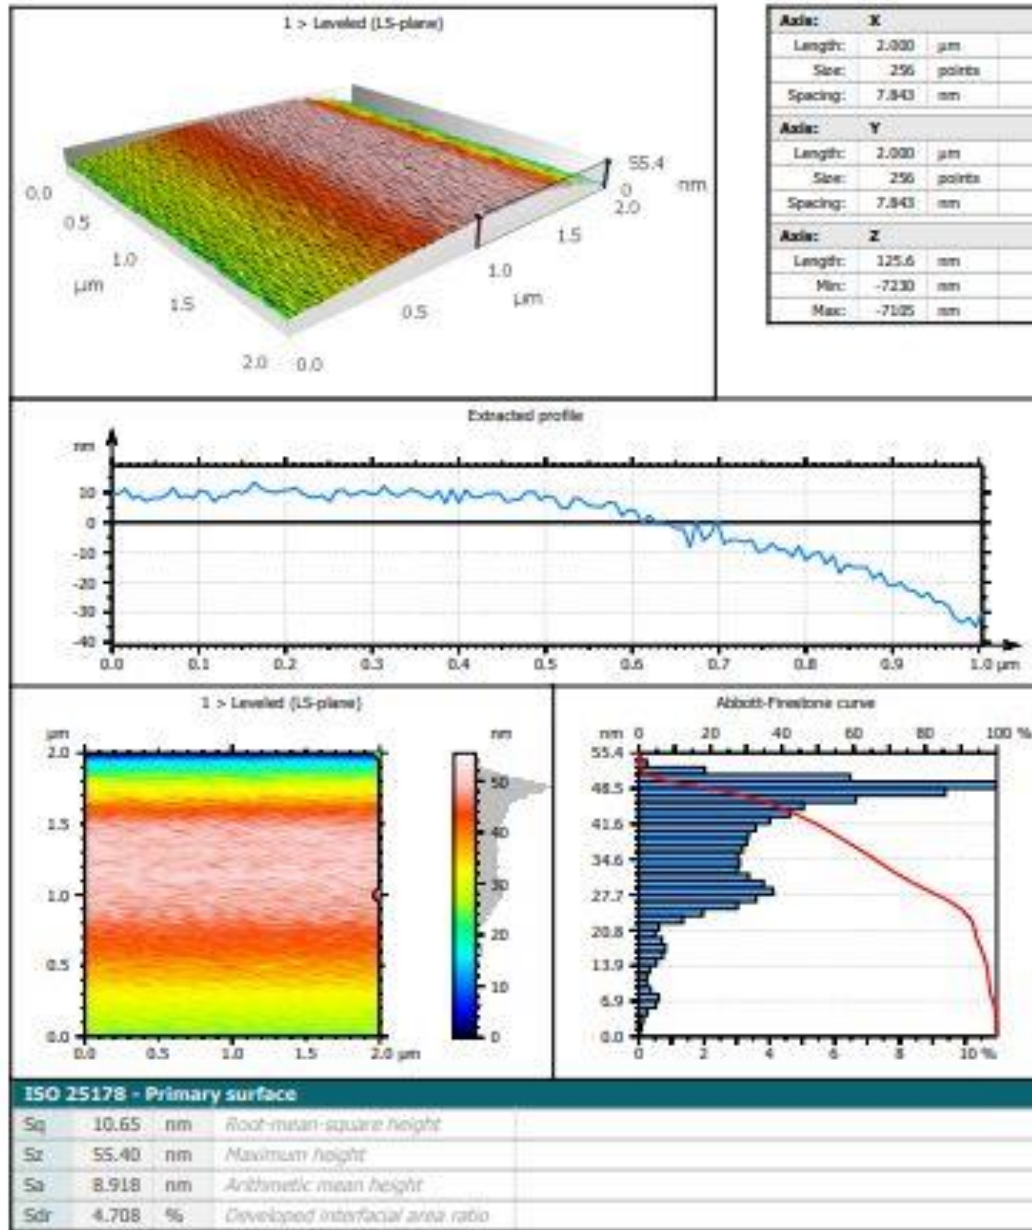 1 > Leveled (LS-plane)
55.4
0
nm
2.0
1.5
1.0
0.5
0.0
μm
0.0
0.5
1.0
1.5
2.0
μm
Axis: X
Length: 2.000 μm
Size: 256 points
Spacing: 7.843 nm
Axis: Y
Length: 2.000 μm
Size: 256 points
Spacing: 7.843 nm
Axis: Z
Length: 125.6 nm
Min: -7230 nm
Max: -7105 nm
Extracted profile
nm
10
0
-10
-20
-30
-40
0.0 0.1 0.2 0.3 0.4 0.5 0.6 0.7 0.8 0.9 1.0 μm
1 > Leveled (LS-plane)
μm
2.0
1.5
1.0
0.5
0.0
0.0 0.5 1.0 1.5 2.0 μm
nm
50
40
30
20
10
0
Abbott-Firestone curve
nm 0 20 40 60 80 100 %
55.4
48.5
41.6
34.6
27.7
20.8
13.9
6.9
0.0
0 2 4 6 8 10 %
ISO 25178 - Primary surface
Sq 10.65 nm Root-mean-square height
Sz 55.40 nm Maximum height
Sa 8.918 nm Arithmetic mean height
Sdr 4.708 % Developed interfacial area ratio